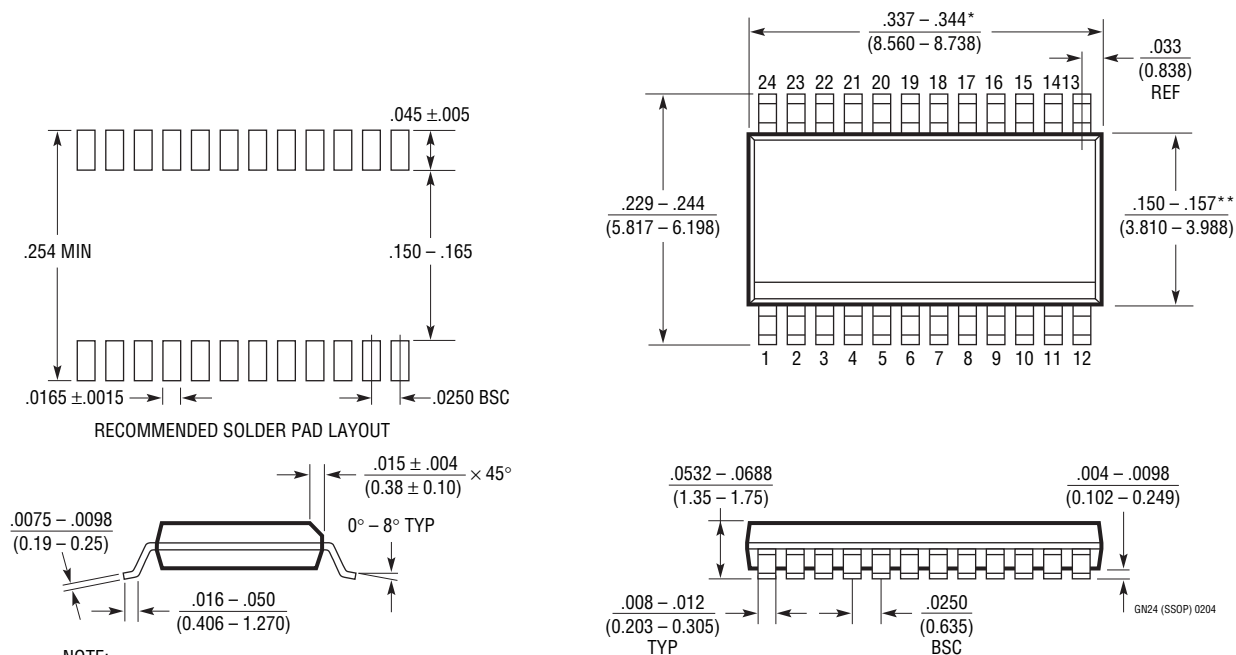 .337 – .344*
(8.560 – 8.738)
.033
(0.838)
REF
24 23 22 21 20 19 18 17 16 15 14 13
.045 ±.005
.229 – .244
(5.817 – 6.198)
.150 – .157**
(3.810 – 3.988)
.254 MIN
.150 – .165
1 2 3 4 5 6 7 8 9 10 11 12
.0165 ±.0015
.0250 BSC
RECOMMENDED SOLDER PAD LAYOUT
.015 ± .004
(0.38 ± 0.10)
× 45°
.0075 – .0098
(0.19 – 0.25)
0° – 8° TYP
.016 – .050
(0.406 – 1.270)
.0532 – .0688
(1.35 – 1.75)
.004 – .0098
(0.102 – 0.249)
.008 – .012
(0.203 – 0.305)
TYP
.0250
(0.635)
BSC
GN24 (SSOP) 0204
NOTE: